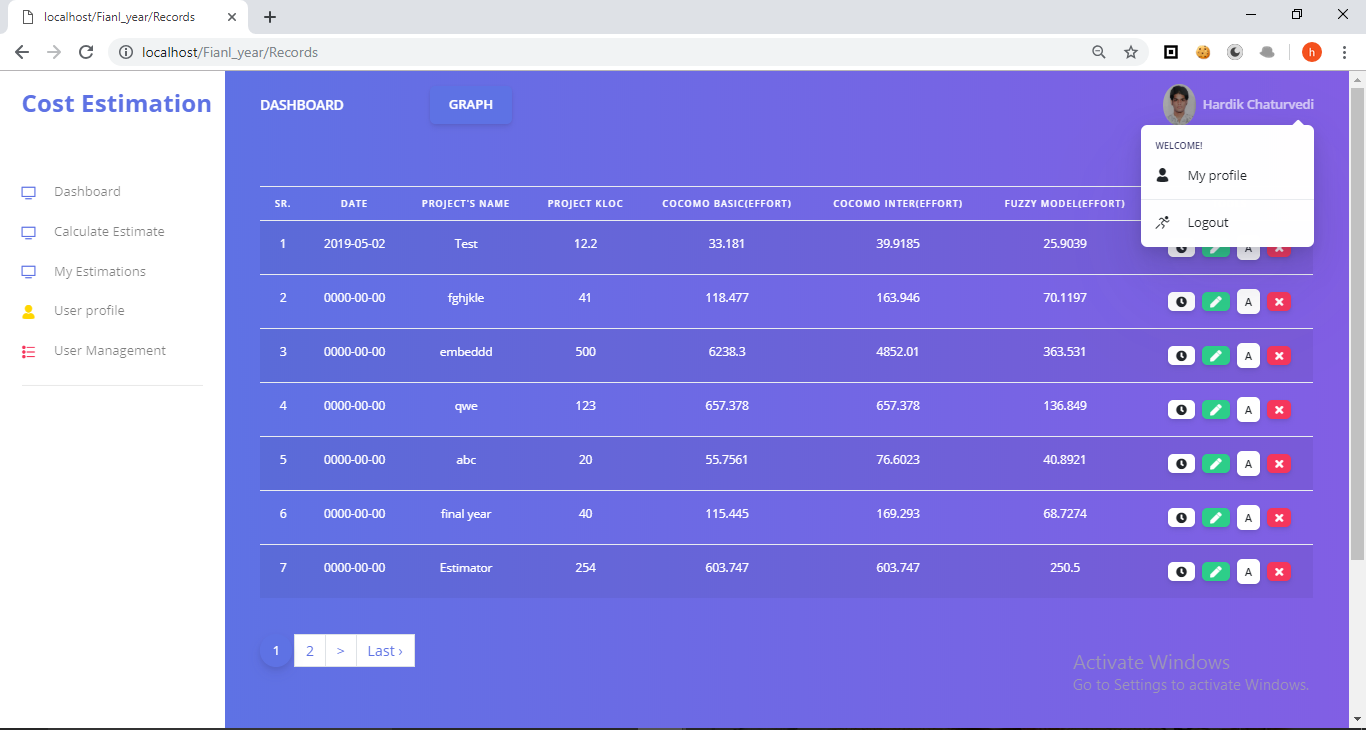 localhost/Fianl_year/Records
localhost/Fianl_year/Records
h
Cost Estimation
DASHBOARD
GRAPH
Hardik Chaturvedi
WELCOME!
My profile
Logout
Dashboard
Calculate Estimate
My Estimations
User profile
User Management
SR. DATE PROJECT'S NAME PROJECT KLOC COCOMO BASIC(EFFORT) COCOMO INTER(EFFORT) FUZZY MODEL(EFFORT)
1 2019-05-02 Test 12.2 33.181 39.9185 25.9039 A
2 0000-00-00 fghjkle 41 118.477 163.946 70.1197 A
3 0000-00-00 embeddd 500 6238.3 4852.01 363.531 A
4 0000-00-00 qwe 123 657.378 657.378 136.849 A
5 0000-00-00 abc 20 55.7561 76.6023 40.8921 A
6 0000-00-00 final year 40 115.445 169.293 68.7274 A
7 0000-00-00 Estimator 254 603.747 603.747 250.5 A
1 2 > Last ›
Activate Windows
Go to Settings to activate Windows.